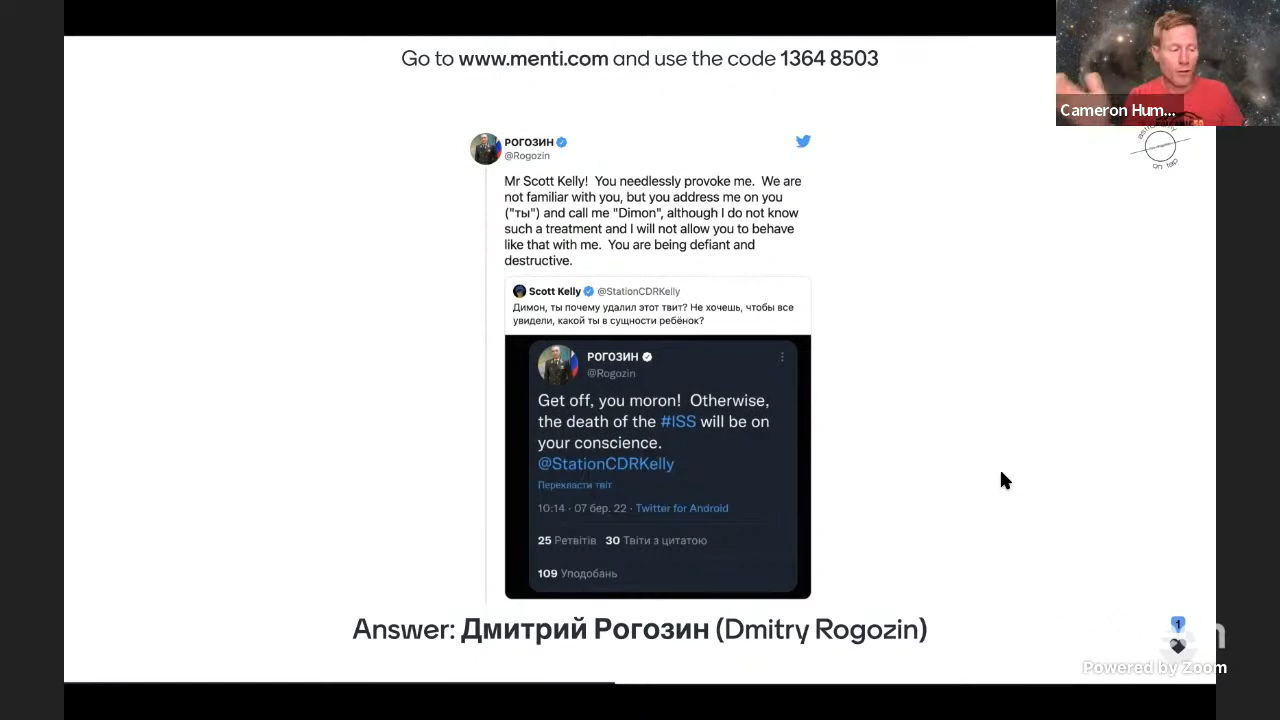 Go to www.menti.com and use the code 1364 8503
Cameron Hum...
РОГОЗИН
@Rogozin
Mr Scott Kelly! You needlessly provoke me. We are
not familiar with you, but you address me on you
("ты") and call me "Dimon", although I do not know
such a treatment and I will not allow you to behave
like that with me. You are being defiant and
destructive.
Scott Kelly @StationCDRKelly
Димон, ты почему удалил этот твит? Не хочешь, чтобы все
увидели, какой ты в сущности ребёнок?
РОГОЗИН
@Rogozin
Get off, you moron! Otherwise,
the death of the #ISS will be on
your conscience.
@StationCDRKelly
Перекласти твіт
10:14 · 07 бер. 22 · Twitter for Android
25 Ретвітів 30 Твіти з цитатою
109 Уподобань
Answer: Дмитрий Рогозин (Dmitry Rogozin)
1
Powered by Zoom